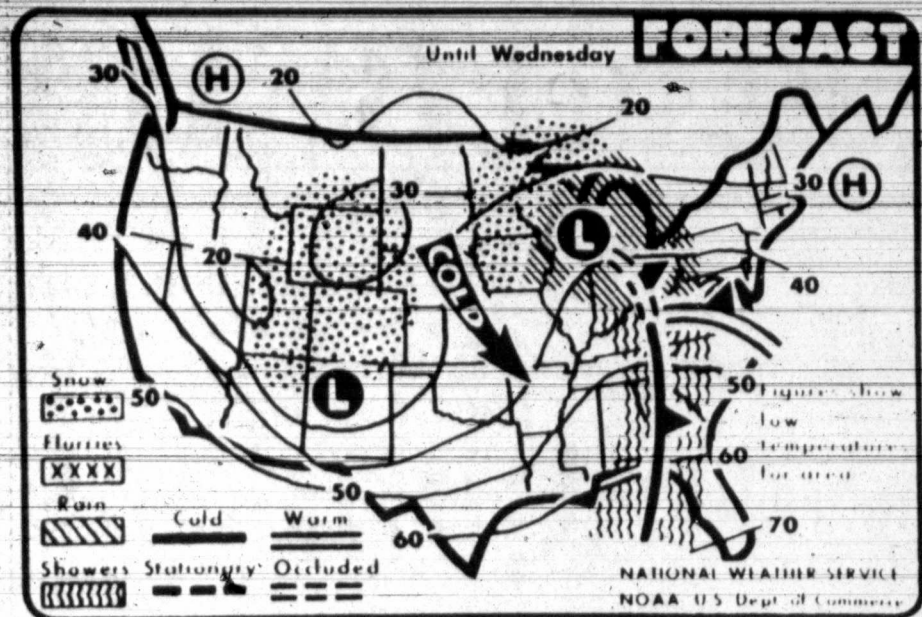 FORECAST
Until Wednesday
30
H
20
20
30
30
H
40
20
L
COLD
40
L
50
50
60
50
60
70
Snow
Flurries
Rain
Showers
Cold
Warm
Stationary
Occluded
Figures show
low
temperature
for area
NATIONAL WEATHER SERVICE
NOAA U S Dept of Commerce